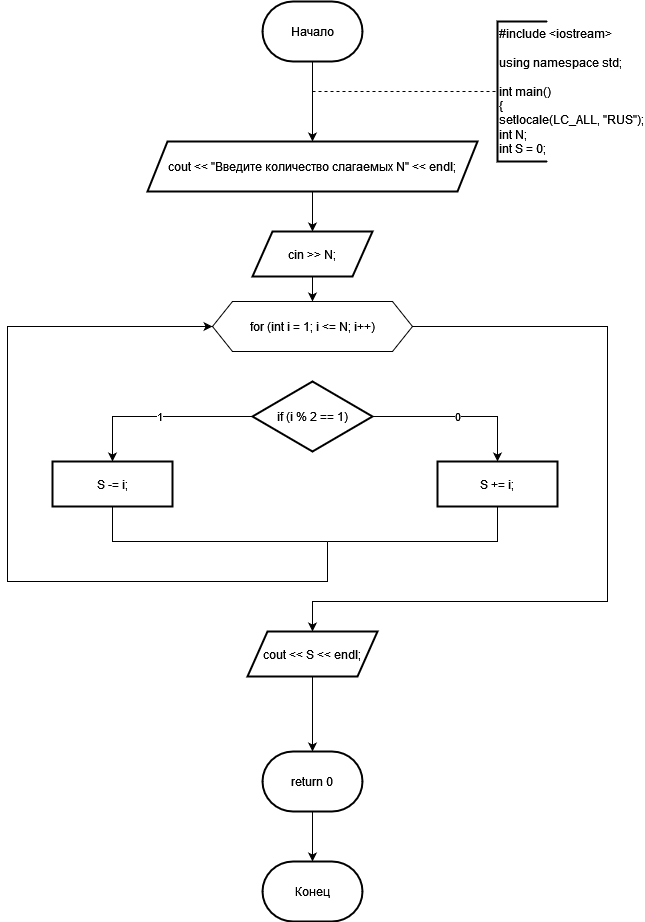 Начало
#include <iostream>
using namespace std;
int main()
{
setlocale(LC_ALL, "RUS");
int N;
int S = 0;
cout << "Введите количество слагаемых N" << endl;
cin >> N;
for (int i = 1; i <= N; i++)
if (i % 2 == 1)
1
0
S -= i;
S += i;
cout << S << endl;
return 0
Конец